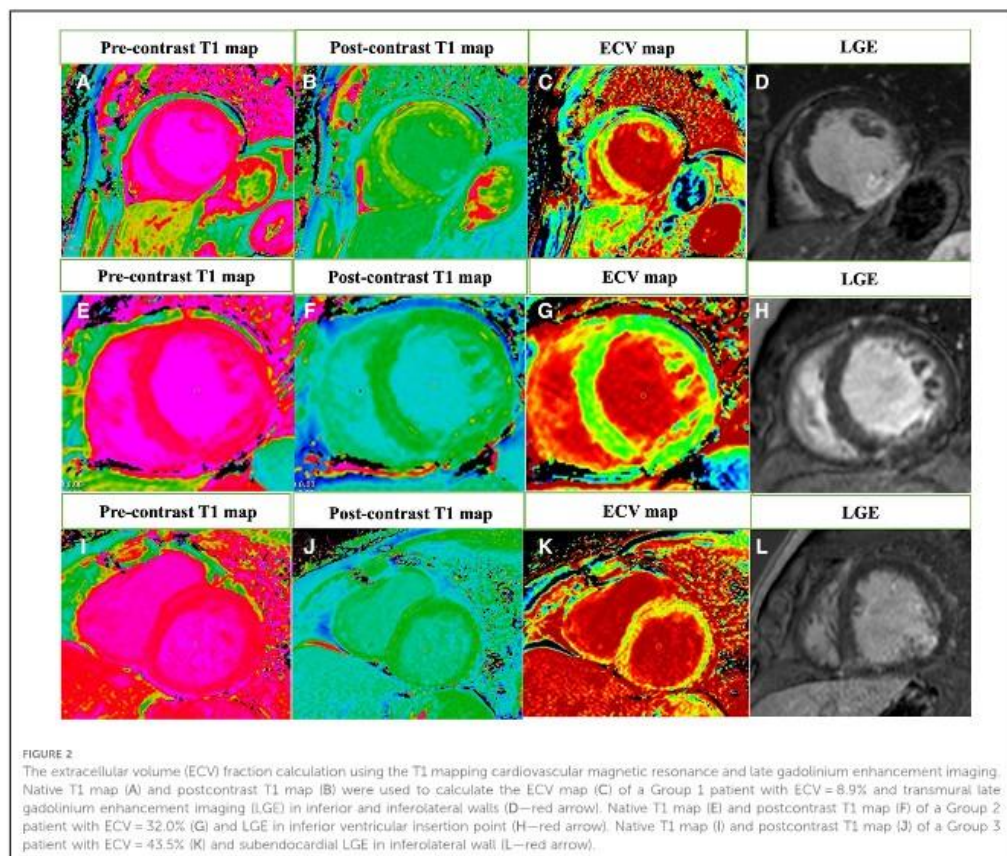 Pre-contrast T1 map Post-contrast T1 map ECV map LGE
A B C D
Pre-contrast T1 map Post-contrast T1 map ECV map LGE
E F G H
Pre-contrast T1 map Post-contrast T1 map ECV map LGE
I J K L
FIGURE 2
The extracellular volume (ECV) fraction calculation using the T1 mapping cardiovascular magnetic resonance and late gadolinium enhancement imaging.
Native T1 map (A) and postcontrast T1 map (B) were used to calculate the ECV map (C) of a Group 1 patient with ECV = 8.9% and transmural late
gadolinium enhancement imaging (LGE) in inferior and inferolateral walls (D—red arrow). Native T1 map (E) and postcontrast T1 map (F) of a Group 2
patient with ECV = 32.0% (G) and LGE in inferior ventricular insertion point (H—red arrow). Native T1 map (I) and postcontrast T1 map (J) of a Group 3
patient with ECV = 43.5% (K) and subendocardial LGE in inferolateral wall (L—red arrow).